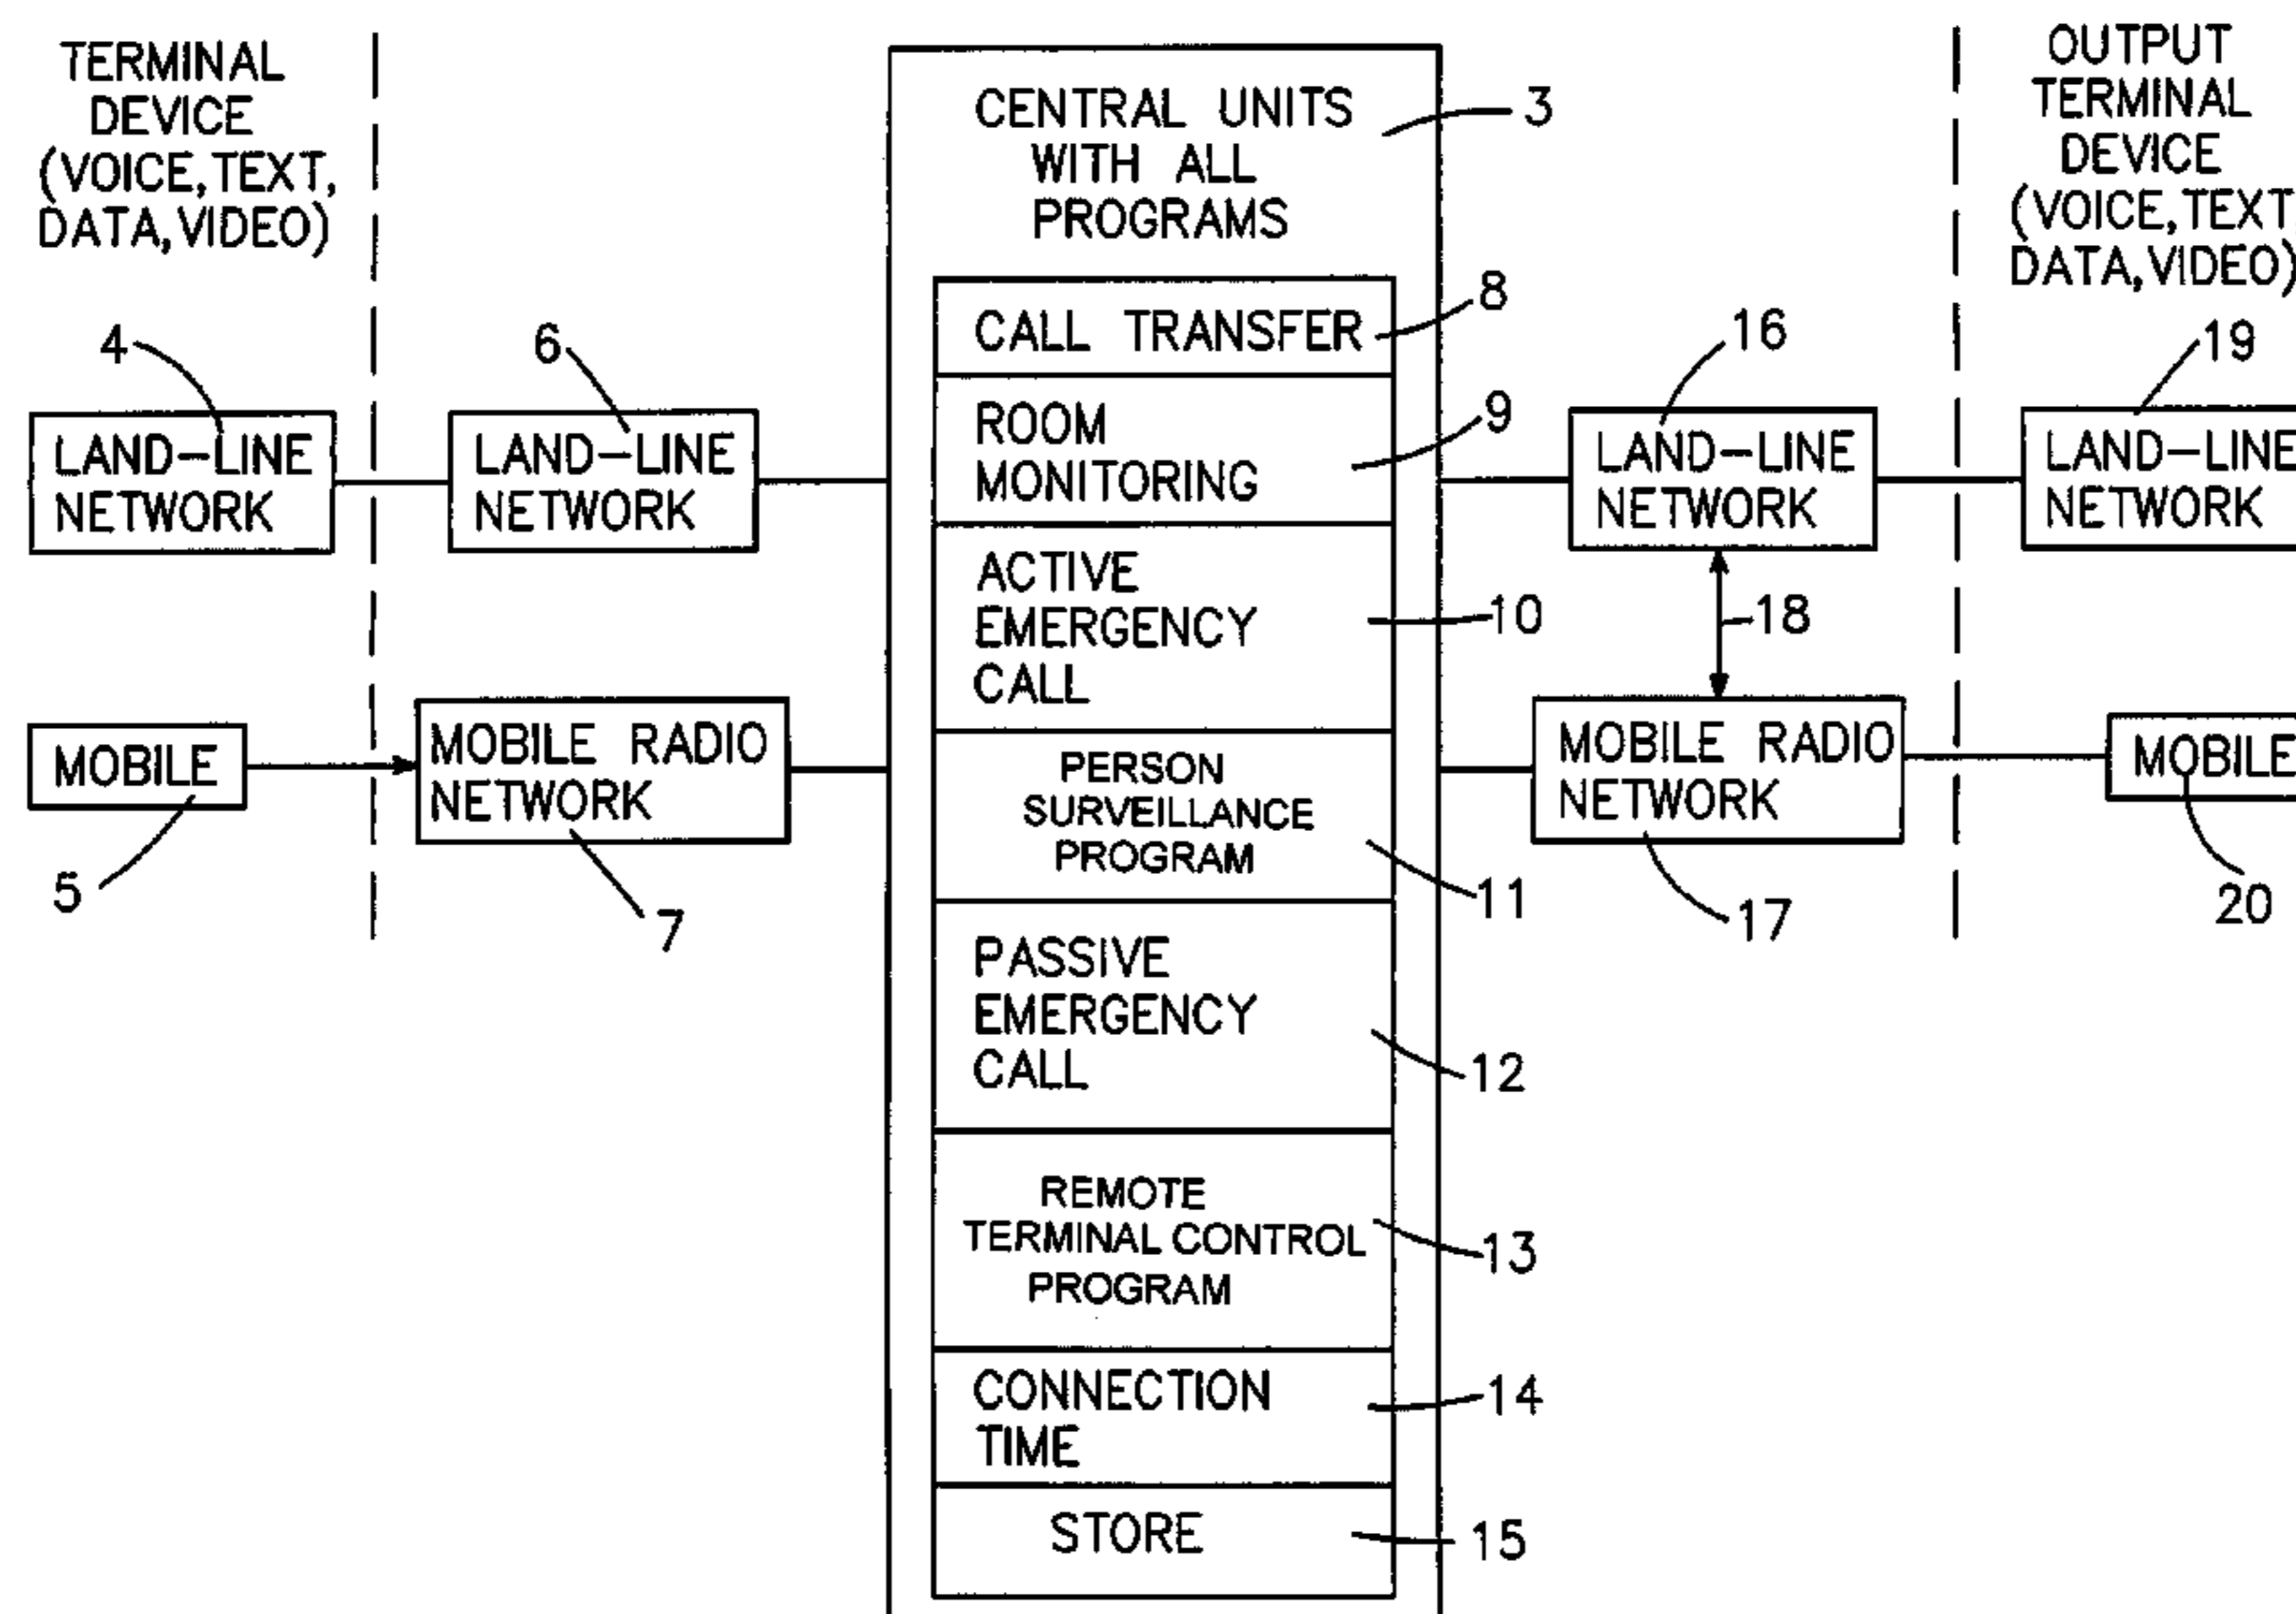 TERMINAL
DEVICE
(VOICE,TEXT,
DATA,VIDEO)
4
LAND-LINE
NETWORK
MOBILE
5
6
LAND-LINE
NETWORK
MOBILE RADIO
NETWORK
7
CENTRAL UNITS
WITH ALL
PROGRAMS
3
CALL TRANSFER
8
ROOM
MONITORING
9
ACTIVE
EMERGENCY
CALL
10
PERSON
SURVEILLANCE
PROGRAM
11
PASSIVE
EMERGENCY
CALL
12
REMOTE
TERMINAL CONTROL
PROGRAM
13
CONNECTION
TIME
14
STORE
15
16
LAND-LINE
NETWORK
18
MOBILE RADIO
NETWORK
17
OUTPUT
TERMINAL
DEVICE
(VOICE,TEXT
DATA,VIDEO)
19
LAND-LINE
NETWORK
MOBILE
20